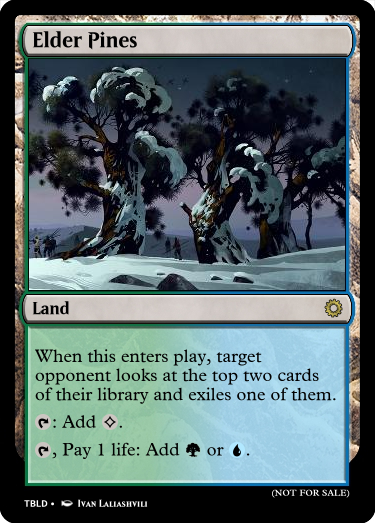 Elder Pines
Land
When this enters play, target
opponent looks at the top two cards
of their library and exiles one of them.
: Add .
, Pay 1 life: Add or .
(NOT FOR SALE)
TBLD • Ivan Laliashvili